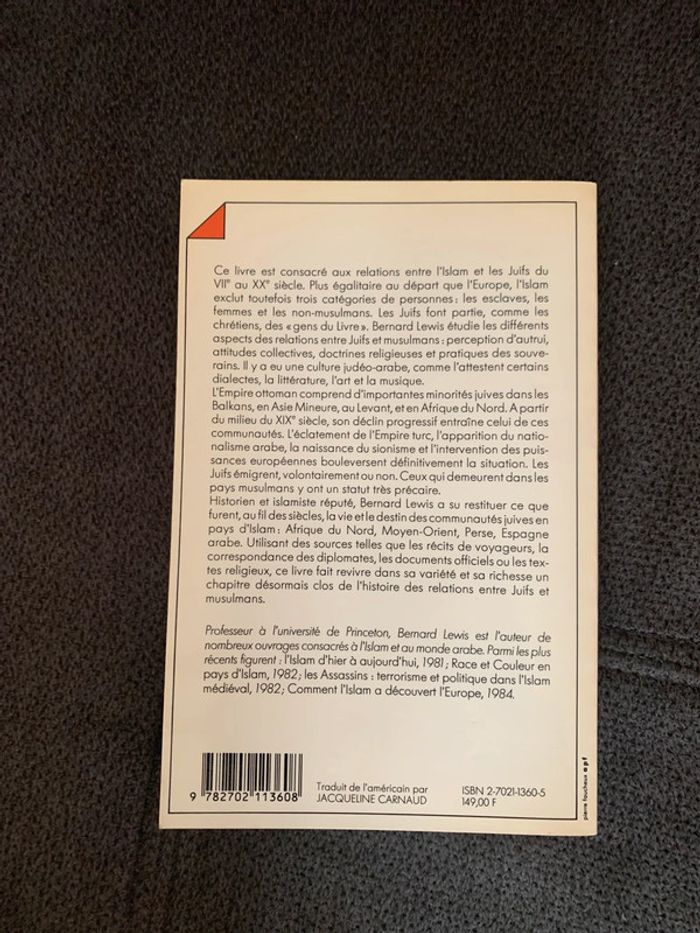 Ce livre est consacré aux relations entre l'Islam et les Juifs du
VIIe au XXe siècle. Plus égalitaire au départ que l'Europe, l'Islam
exclut toutefois trois catégories de personnes : les esclaves, les
femmes et les non-musulmans. Les Juifs font partie, comme les
chrétiens, des « gens du Livre ». Bernard Lewis étudie les différents
aspects des relations entre Juifs et musulmans : perception d'autrui,
attitudes collectives, doctrines religieuses et pratiques des souve-
rains. Il y a eu une culture judéo-arabe, comme l'attestent certains
dialectes, la littérature, l'art et la musique.
L'Empire ottoman comprend d'importantes minorités juives dans les
Balkans, en Asie Mineure, au Levant, et en Afrique du Nord. A partir
du milieu du XIXe siècle, son déclin progressif entraîne celui de ces
communautés. L'éclatement de l'Empire turc, l'apparition du natio-
nalisme arabe, la naissance du sionisme et l'intervention des puis-
sances européennes bouleversent définitivement la situation. Les
Juifs émigrent, volontairement ou non. Ceux qui demeurent dans les
pays musulmans y ont un statut très précaire.
Historien et islamiste réputé, Bernard Lewis a su restituer ce que
furent, au fil des siècles, la vie et le destin des communautés juives en
pays d'Islam : Afrique du Nord, Moyen-Orient, Perse, Espagne
arabe. Utilisant des sources telles que les récits de voyageurs, la
correspondance des diplomates, les documents officiels ou les tex-
tes religieux, ce livre fait revivre dans sa variété et sa richesse un
chapitre désormais clos de l'histoire des relations entre Juifs et
musulmans.
Professeur à l'université de Princeton, Bernard Lewis est l'auteur de
nombreux ouvrages consacrés à l'Islam et au monde arabe. Parmi les plus
récents figurent : l'Islam d'hier à aujourd'hui, 1981 ; Race et Couleur en
pays d'Islam, 1982 ; les Assassins : terrorisme et politique dans l'Islam
médiéval, 1982 ; Comment l'Islam a découvert l'Europe, 1984.
9 782702 113608
Traduit de l'américain par
JACQUELINE CARNAUD
ISBN 2-7021-1360-5
149,00 F
pierre faucheux apf